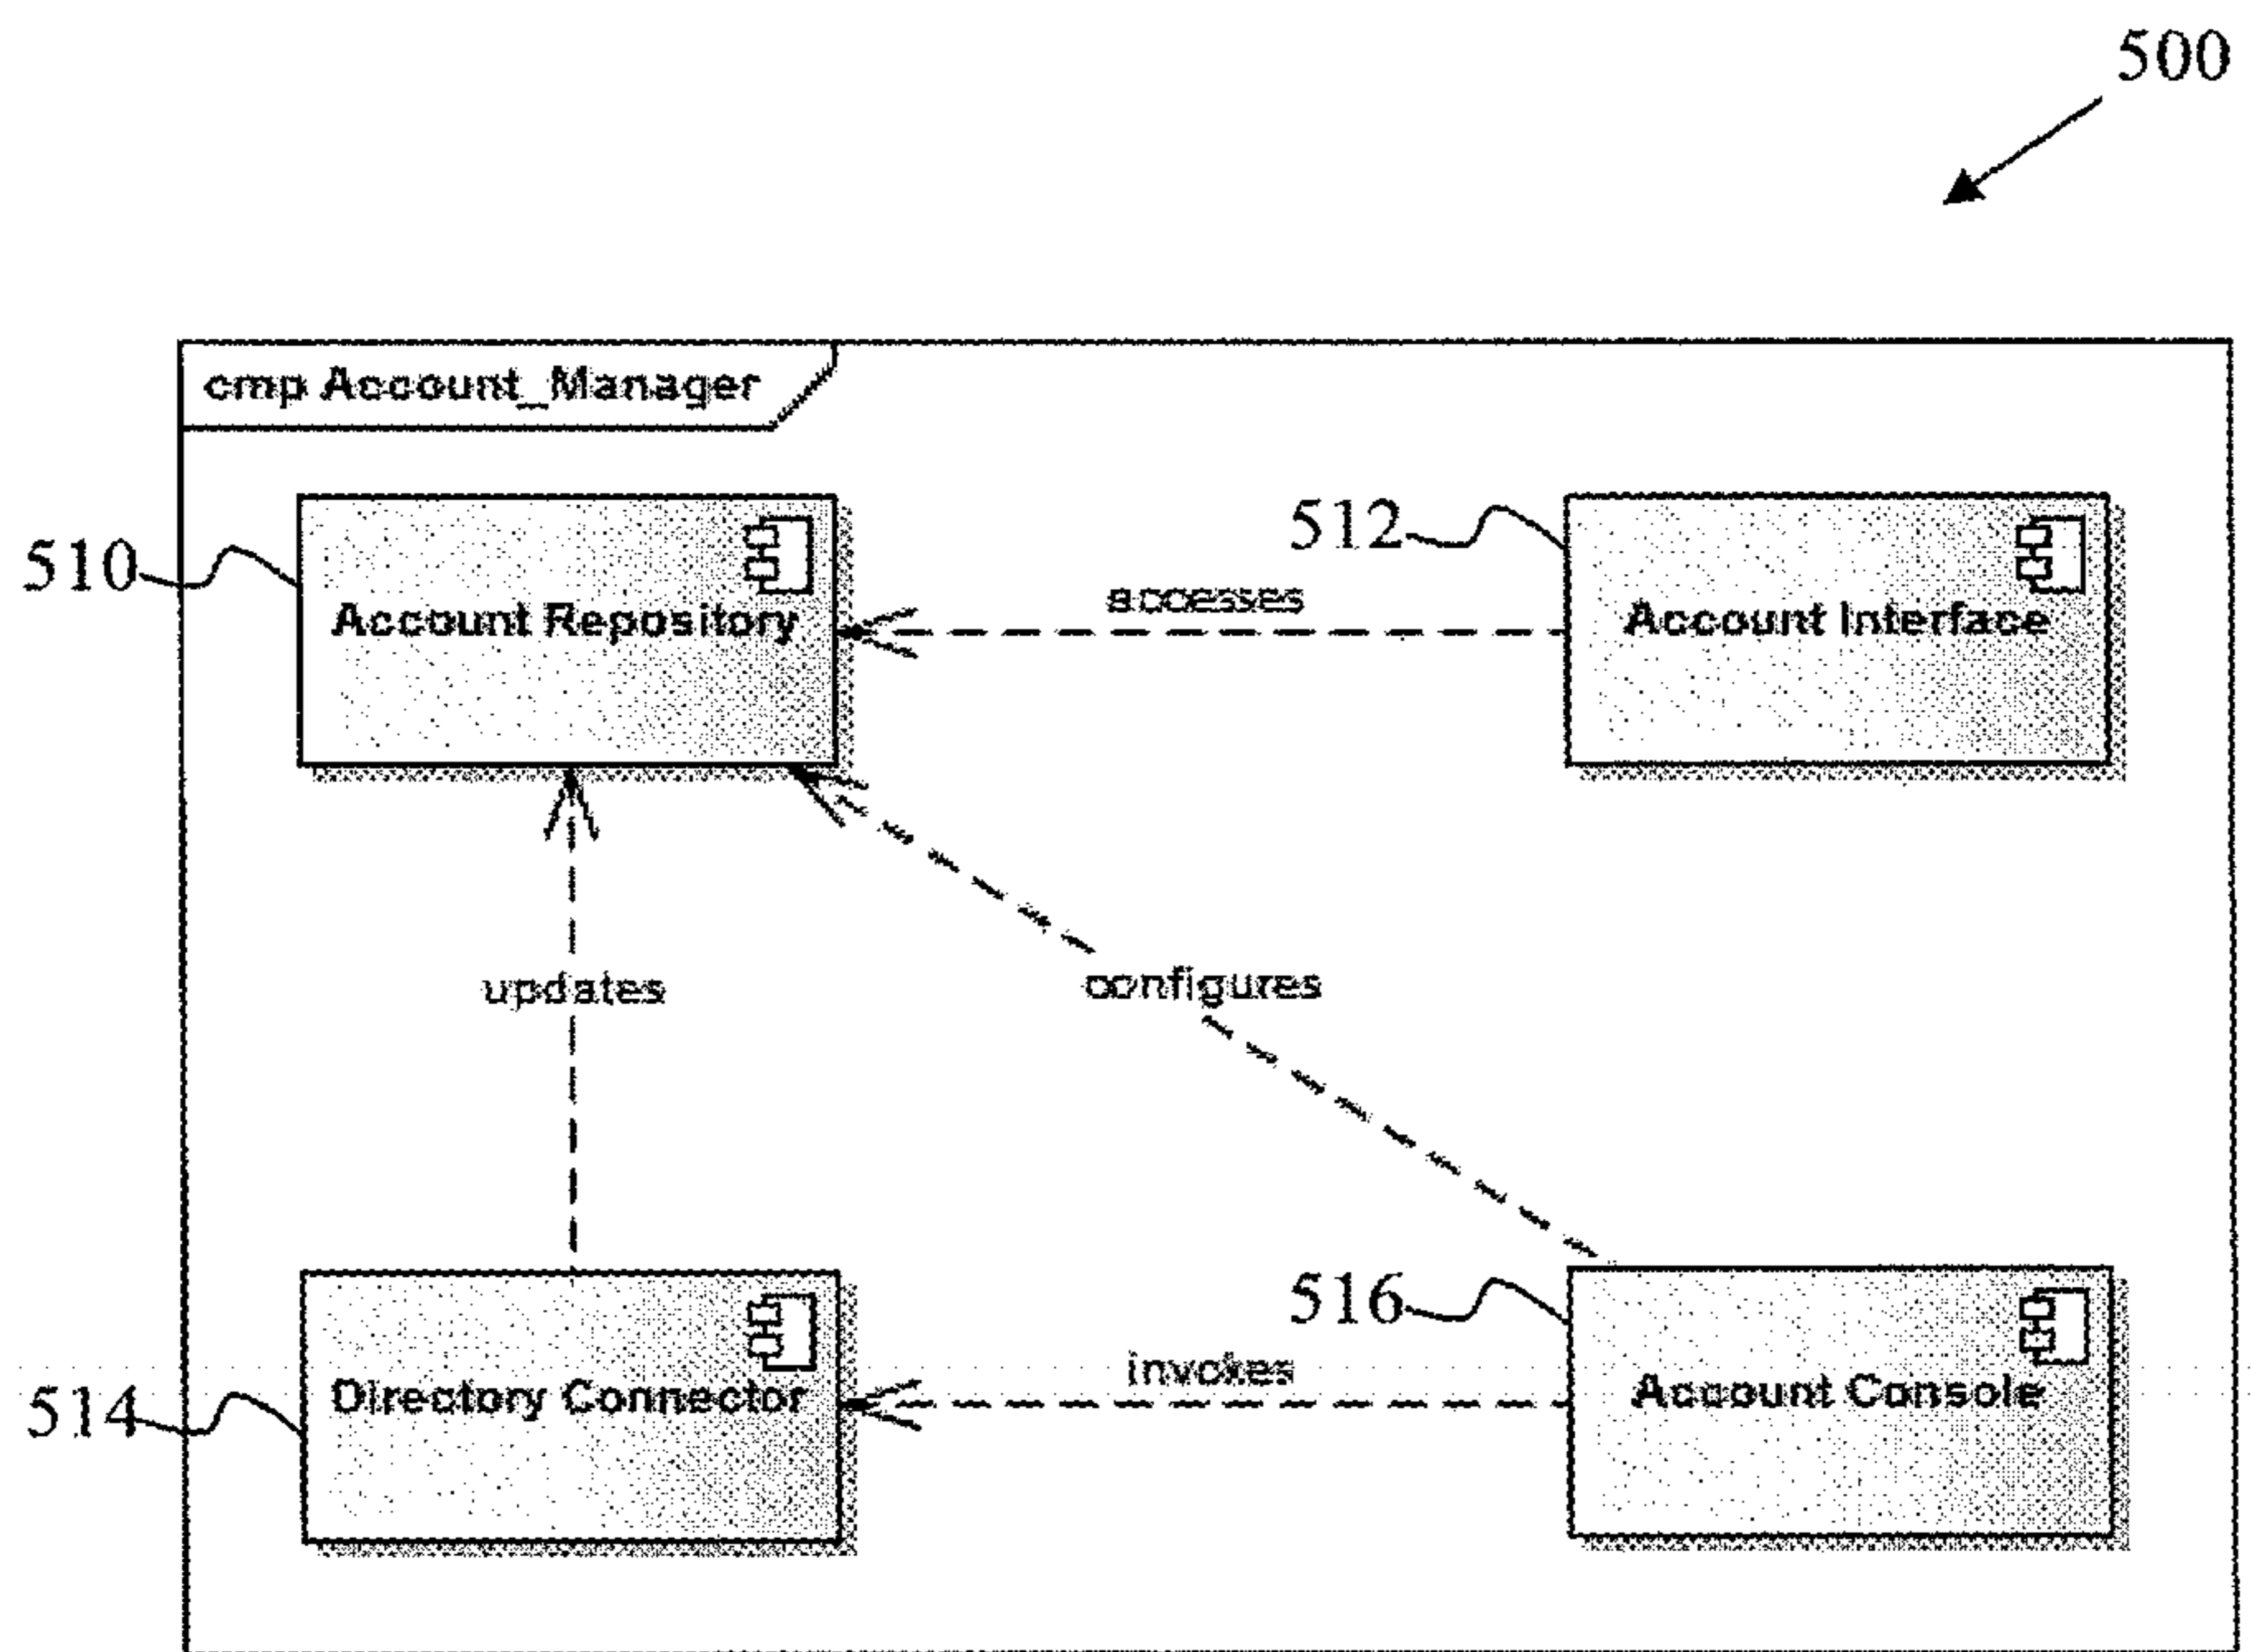 500
cmp Account_Manager
510
Account Repository
accesses
512
Account Interface
updates
configures
514
Directory Connector
invokes
516
Account Console